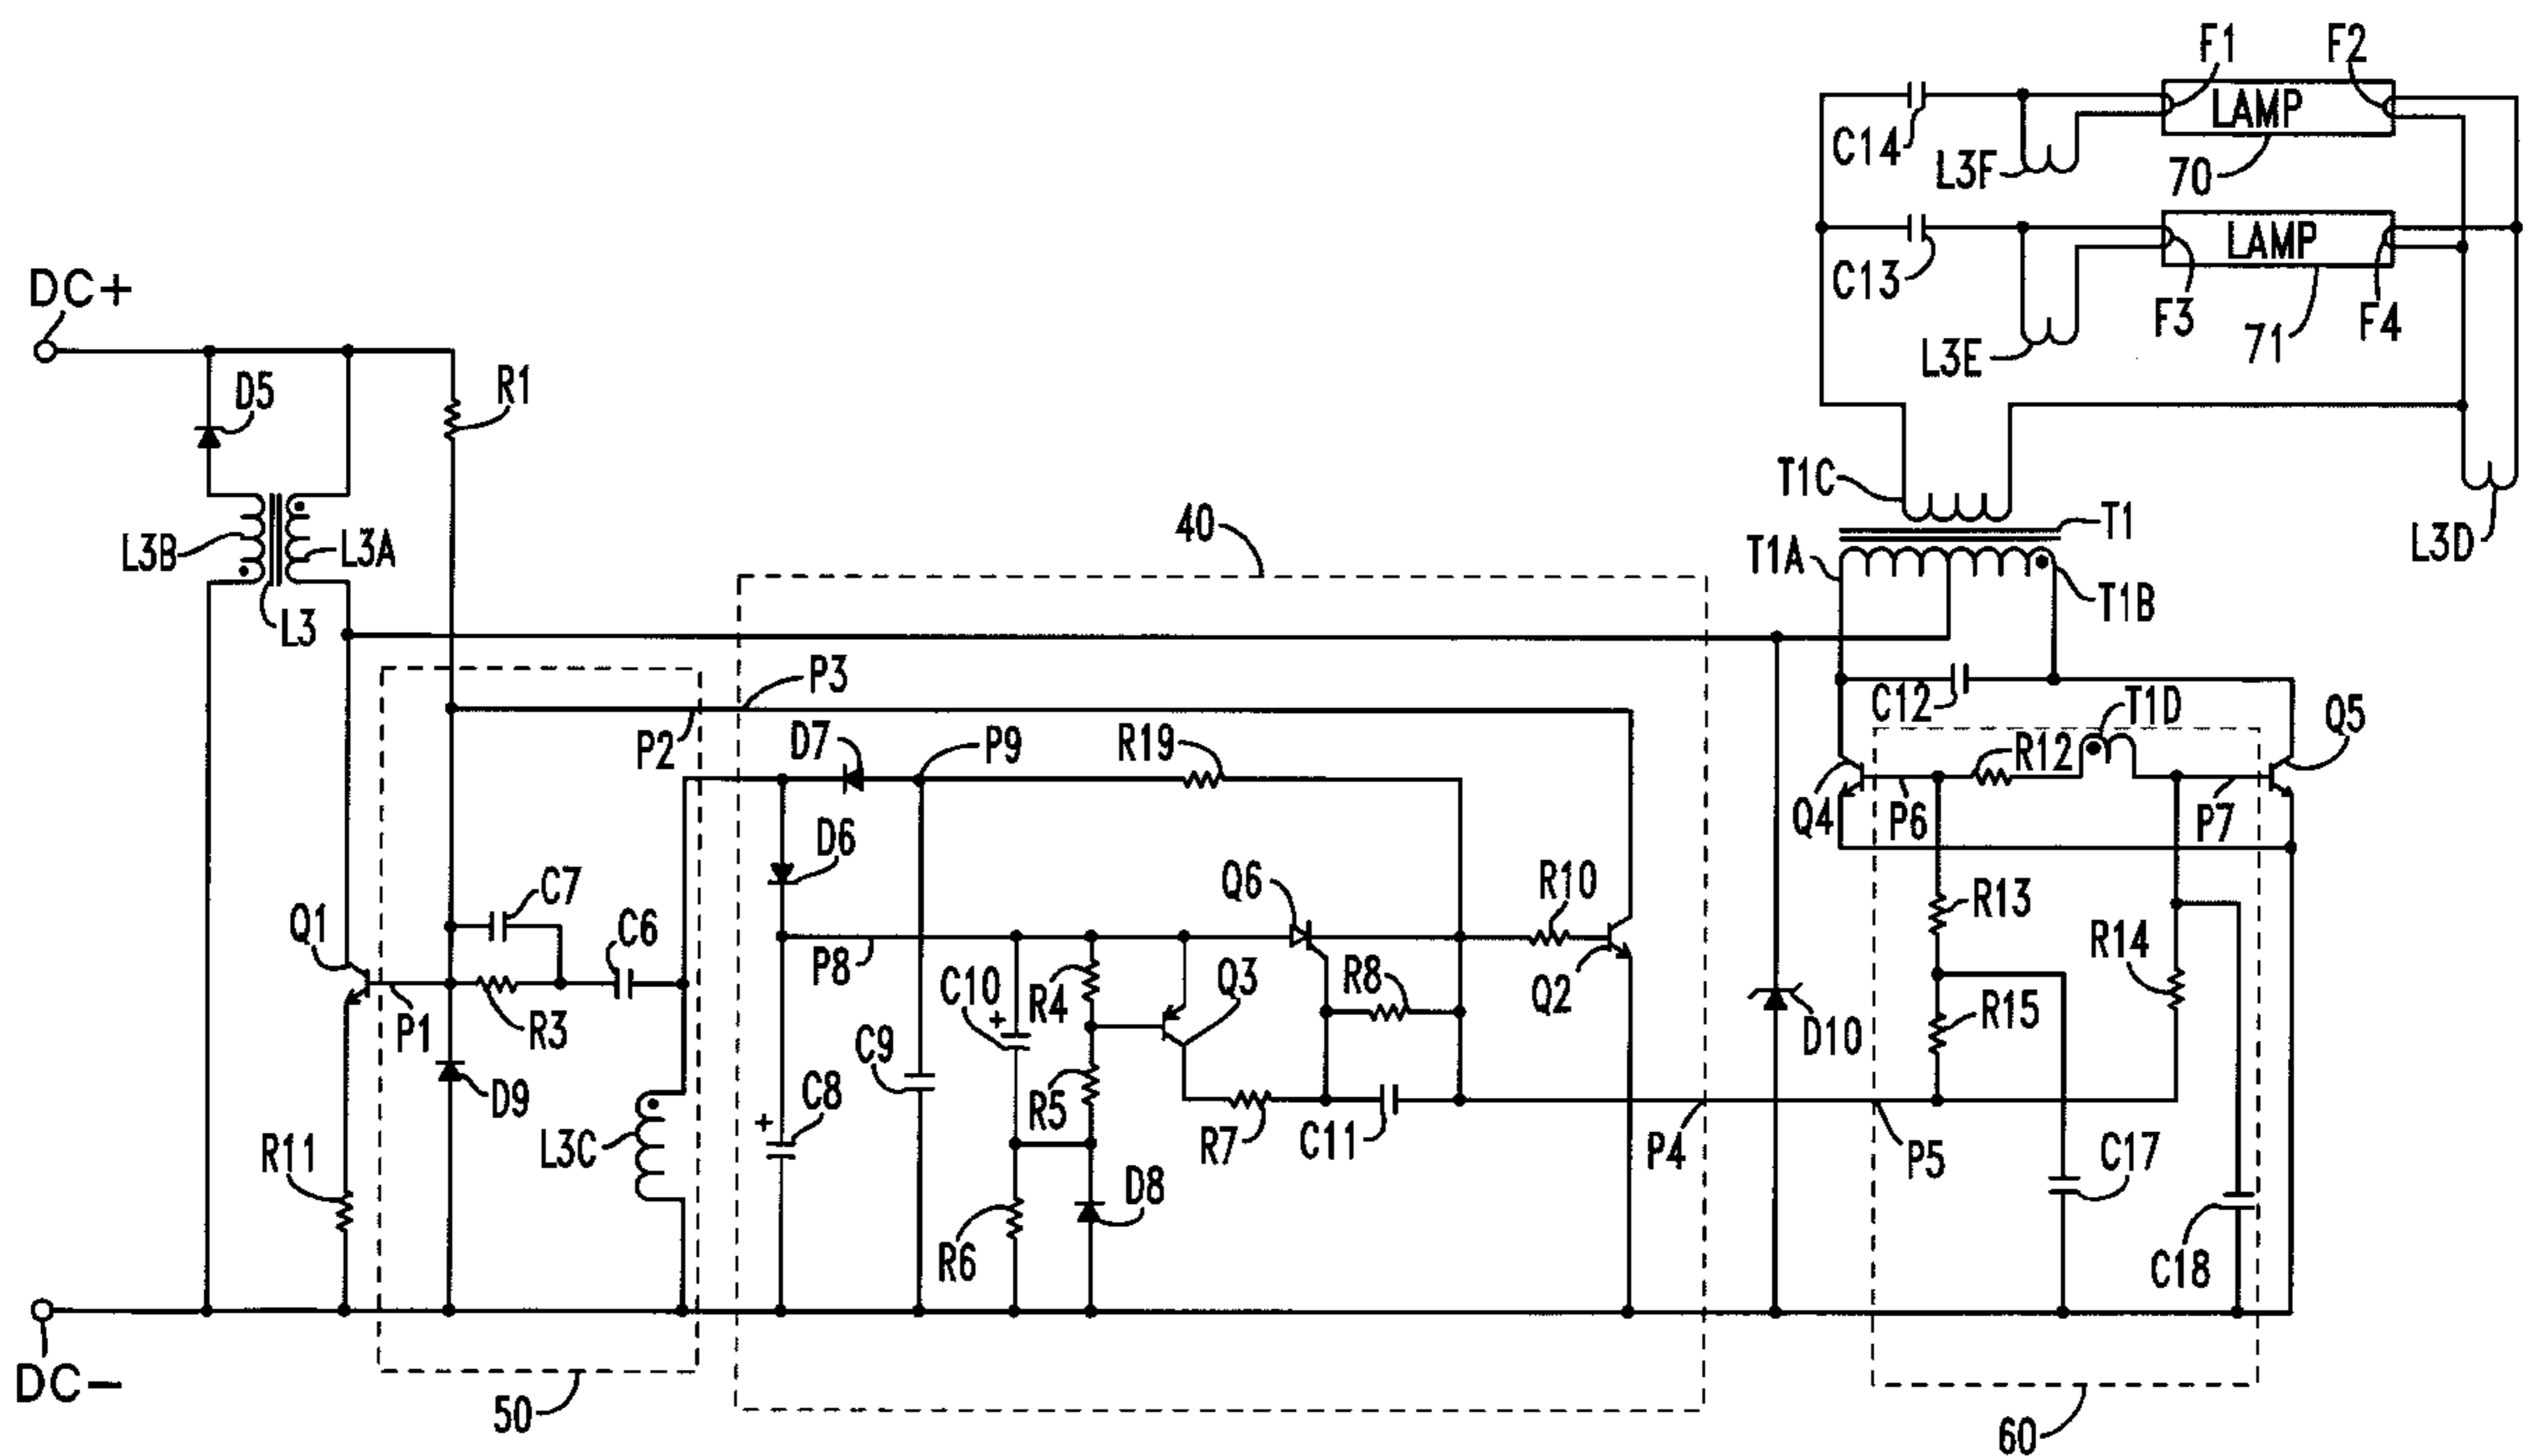 F1
F2
LAMP
C14
L3F
70
LAMP
C13
F3
F4
L3E
71
DC+
D5
R1
T1C
T1
40
T1A
L3D
L3B
L3A
T1B
L3
P3
C12
T1D
Q5
P2
D7
P9
R19
R12
Q4
P6
P7
D6
C7
Q6
R10
R13
Q1
C6
P8
C10
+
R4
Q3
R8
Q2
R14
P1
R3
C9
D10
R15
D9
C8
+
R5
R7
C11
P4
P5
C17
R11
L3C
D8
R6
C18
DC−
50
60